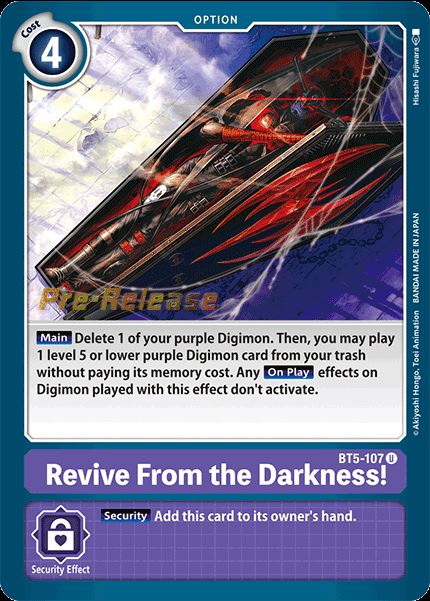 OPTION
Cost
4
Hisashi Fujiwara
Pre-Release
© Akiyoshi Hongo, Toei Animation BANDAI MADE IN JAPAN
Main Delete 1 of your purple Digimon. Then, you may play
1 level 5 or lower purple Digimon card from your trash
without paying its memory cost. Any On Play effects on
Digimon played with this effect don't activate.
BT5-107 U
Revive From the Darkness!
Security Add this card to its owner's hand.
Security Effect